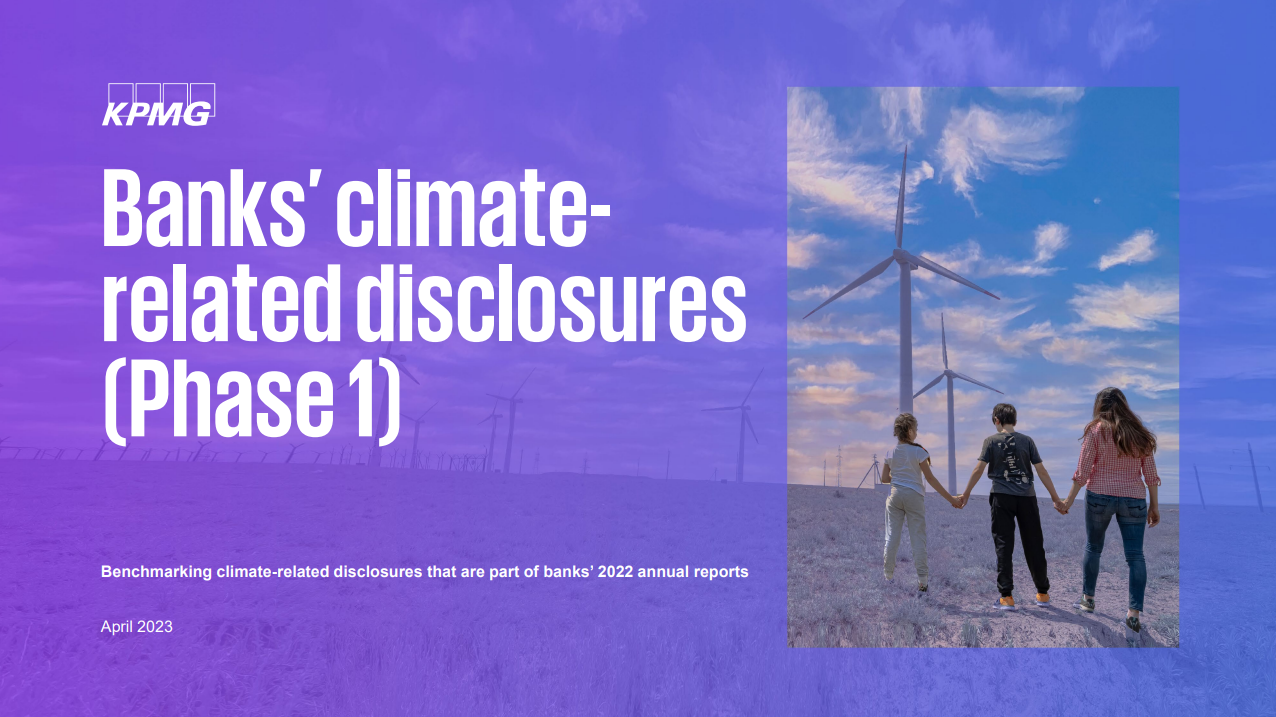 KPMG
Banks’ climate-
related disclosures
(Phase 1)
Benchmarking climate-related disclosures that are part of banks’ 2022 annual reports
April 2023